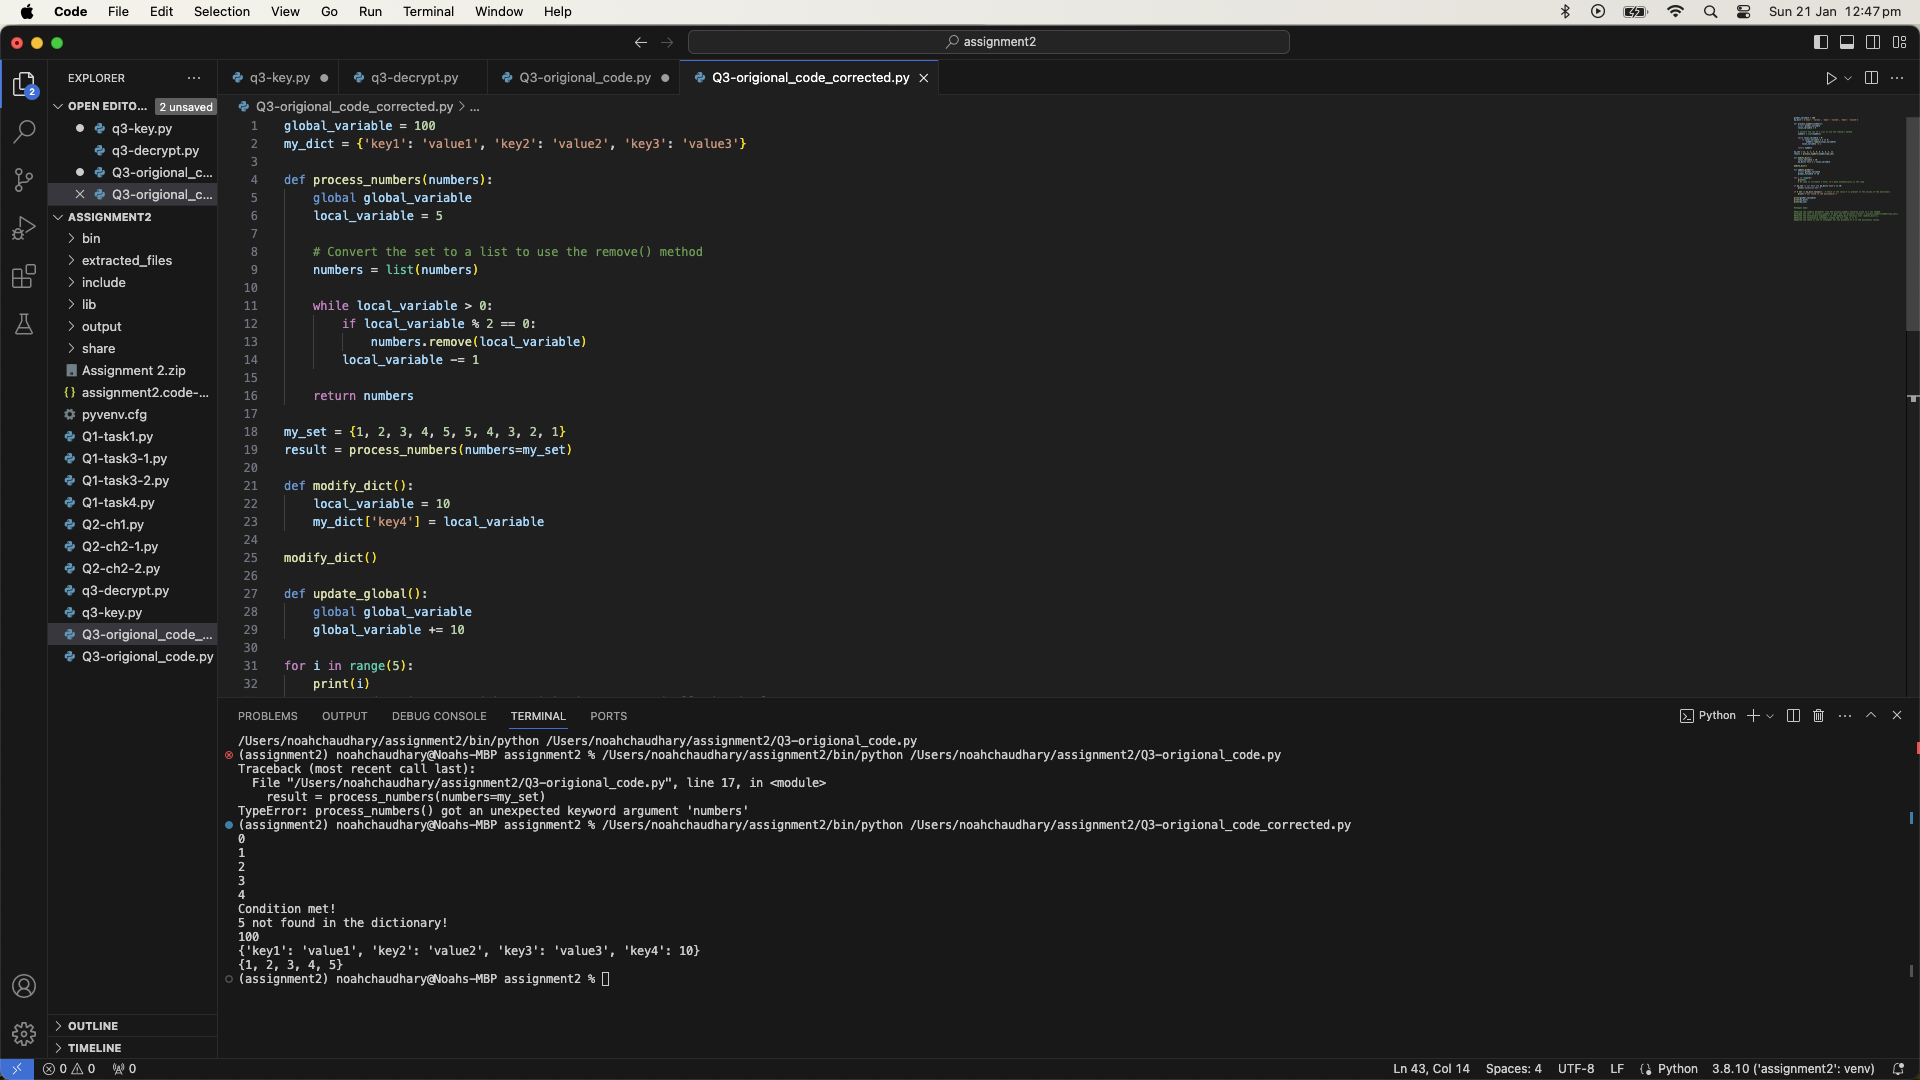 Code File Edit Selection View Go Run Terminal Window Help Sun 21 Jan 12:47 pm
assignment2
EXPLORER ...
q3-key.py q3-decrypt.py Q3-origional_code.py Q3-origional_code_corrected.py
OPEN EDITO... 2 unsaved
q3-key.py
q3-decrypt.py
Q3-origional_c...
Q3-origional_c...
ASSIGNMENT2
bin
extracted_files
include
lib
output
share
Assignment 2.zip
assignment2.code-...
pyvenv.cfg
Q1-task1.py
Q1-task3-1.py
Q1-task3-2.py
Q1-task4.py
Q2-ch1.py
Q2-ch2-1.py
Q2-ch2-2.py
q3-decrypt.py
q3-key.py
Q3-origional_code_...
Q3-origional_code.py
OUTLINE
TIMELINE
Q3-origional_code_corrected.py > ...
1 global_variable = 100
2 my_dict = {'key1': 'value1', 'key2': 'value2', 'key3': 'value3'}
3
4 def process_numbers(numbers):
5 global global_variable
6 local_variable = 5
7
8 # Convert the set to a list to use the remove() method
9 numbers = list(numbers)
10
11 while local_variable > 0:
12 if local_variable % 2 == 0:
13 numbers.remove(local_variable)
14 local_variable -= 1
15
16 return numbers
17
18 my_set = {1, 2, 3, 4, 5, 5, 4, 3, 2, 1}
19 result = process_numbers(numbers=my_set)
20
21 def modify_dict():
22 local_variable = 10
23 my_dict['key4'] = local_variable
24
25 modify_dict()
26
27 def update_global():
28 global global_variable
29 global_variable += 10
30
31 for i in range(5):
32 print(i)
PROBLEMS OUTPUT DEBUG CONSOLE TERMINAL PORTS Python
/Users/noahchaudhary/assignment2/bin/python /Users/noahchaudhary/assignment2/Q3-origional_code.py
(assignment2) noahchaudhary@Noahs-MBP assignment2 % /Users/noahchaudhary/assignment2/bin/python /Users/noahchaudhary/assignment2/Q3-origional_code.py
Traceback (most recent call last):
File "/Users/noahchaudhary/assignment2/Q3-origional_code.py", line 17, in <module>
result = process_numbers(numbers=my_set)
TypeError: process_numbers() got an unexpected keyword argument 'numbers'
(assignment2) noahchaudhary@Noahs-MBP assignment2 % /Users/noahchaudhary/assignment2/bin/python /Users/noahchaudhary/assignment2/Q3-origional_code_corrected.py
0
1
2
3
4
Condition met!
5 not found in the dictionary!
100
{'key1': 'value1', 'key2': 'value2', 'key3': 'value3', 'key4': 10}
{1, 2, 3, 4, 5}
(assignment2) noahchaudhary@Noahs-MBP assignment2 %
0 0 0 Ln 43, Col 14 Spaces: 4 UTF-8 LF Python 3.8.10 ('assignment2': venv)